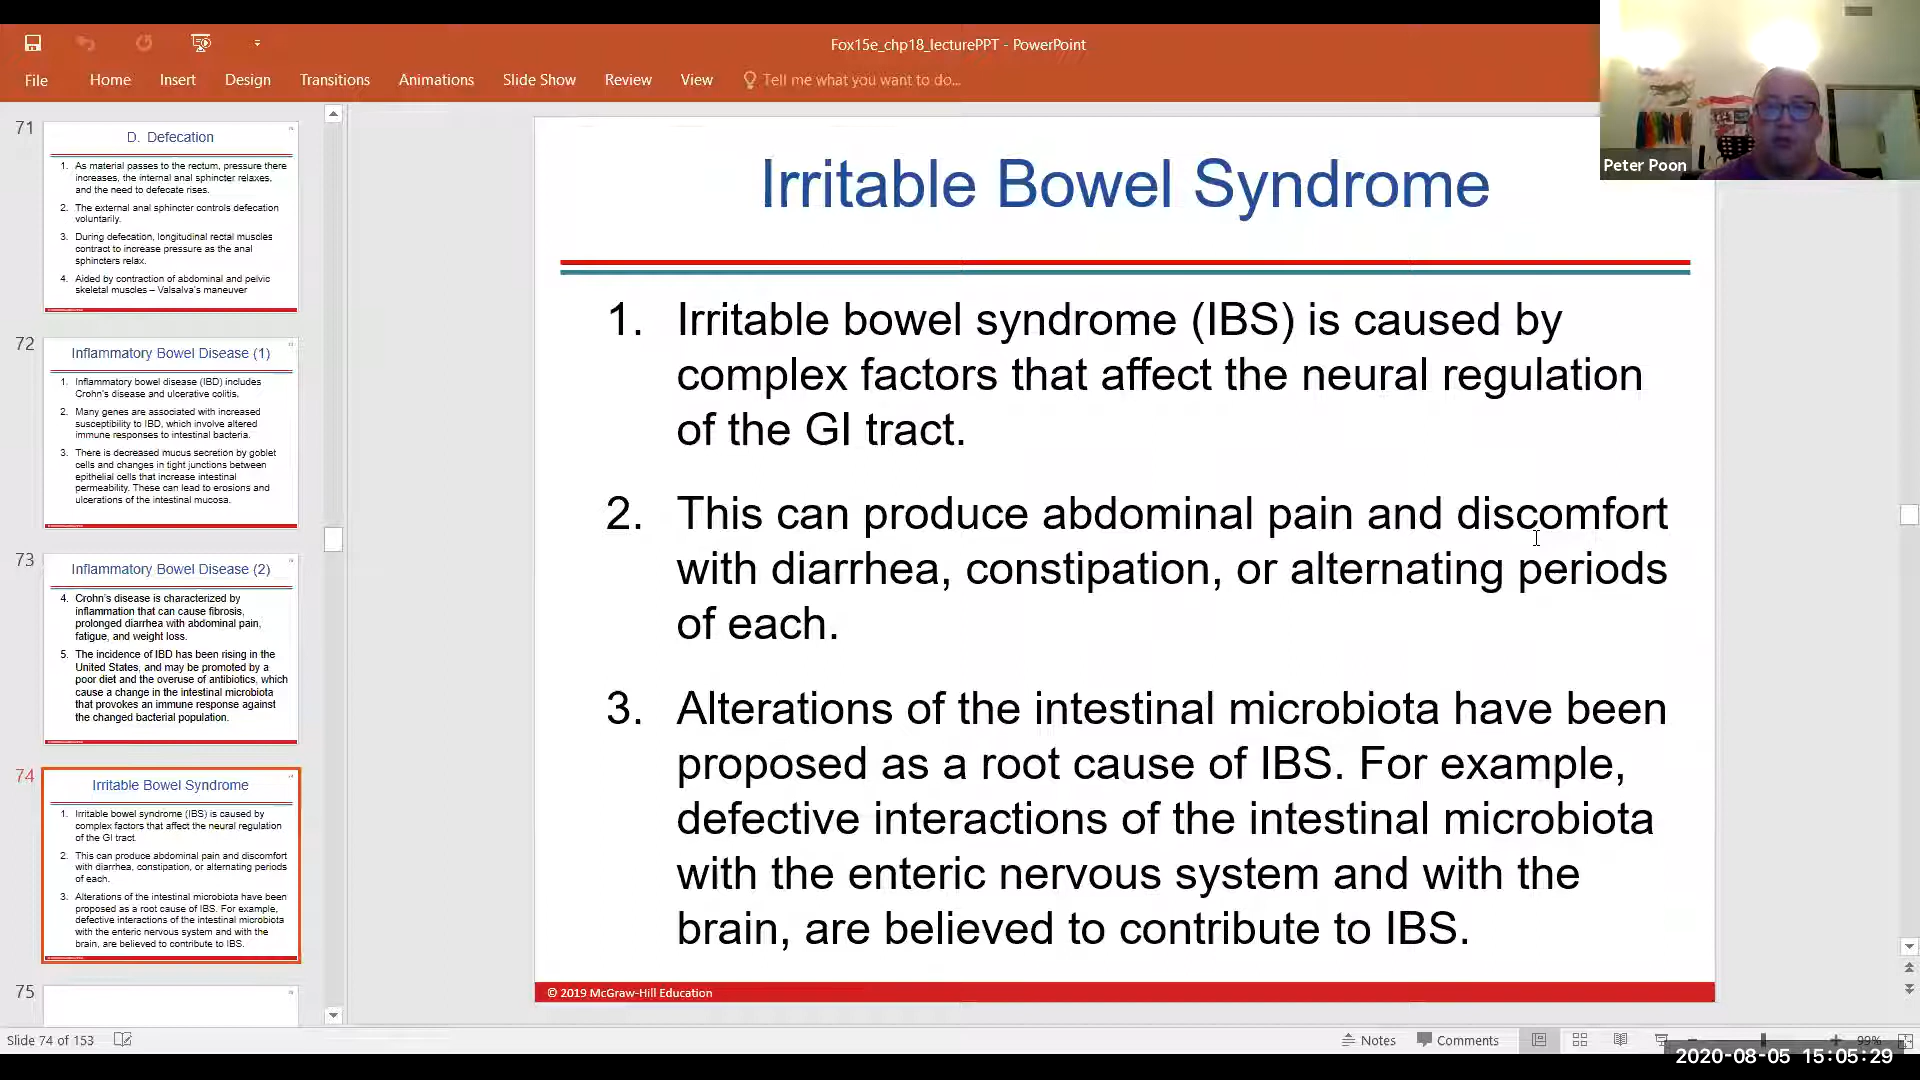 Fox15e_chp18_lecturePPT - PowerPoint
File Home Insert Design Transitions Animations Slide Show Review View Tell me what you want to do...
Peter Poon
71
D. Defecation
1. As material passes to the rectum, pressure there
increases, the internal anal sphincter relaxes,
and the need to defecate rises.
2. The external anal sphincter controls defecation
voluntarily.
3. During defecation, longitudinal rectal muscles
contract to increase pressure as the anal
sphincters relax.
4. Aided by contraction of abdominal and pelvic
skeletal muscles – Valsalva's maneuver
72
Inflammatory Bowel Disease (1)
1. Inflammatory bowel disease (IBD) includes
Crohn's disease and ulcerative colitis.
2. Many genes are associated with increased
susceptibility to IBD, which involve altered
immune responses to intestinal bacteria.
3. There is decreased mucus secretion by goblet
cells and changes in tight junctions between
epithelial cells that increase intestinal
permeability. These can lead to erosions and
ulcerations of the intestinal mucosa.
73
Inflammatory Bowel Disease (2)
4. Crohn's disease is characterized by
inflammation that can cause fibrosis,
prolonged diarrhea with abdominal pain,
fatigue, and weight loss.
5. The incidence of IBD has been rising in the
United States, and may be promoted by a
poor diet and the overuse of antibiotics, which
cause a change in the intestinal microbiota
that provokes an immune response against
the changed bacterial population.
74
Irritable Bowel Syndrome
1. Irritable bowel syndrome (IBS) is caused by
complex factors that affect the neural regulation
of the GI tract.
2. This can produce abdominal pain and discomfort
with diarrhea, constipation, or alternating periods
of each.
3. Alterations of the intestinal microbiota have been
proposed as a root cause of IBS. For example,
defective interactions of the intestinal microbiota
with the enteric nervous system and with the
brain, are believed to contribute to IBS.
75
Irritable Bowel Syndrome
1. Irritable bowel syndrome (IBS) is caused by
complex factors that affect the neural regulation
of the GI tract.
2. This can produce abdominal pain and discomfort
with diarrhea, constipation, or alternating periods
of each.
3. Alterations of the intestinal microbiota have been
proposed as a root cause of IBS. For example,
defective interactions of the intestinal microbiota
with the enteric nervous system and with the
brain, are believed to contribute to IBS.
© 2019 McGraw-Hill Education
Slide 74 of 153
Notes Comments 99%
2020-08-05 15:05:29